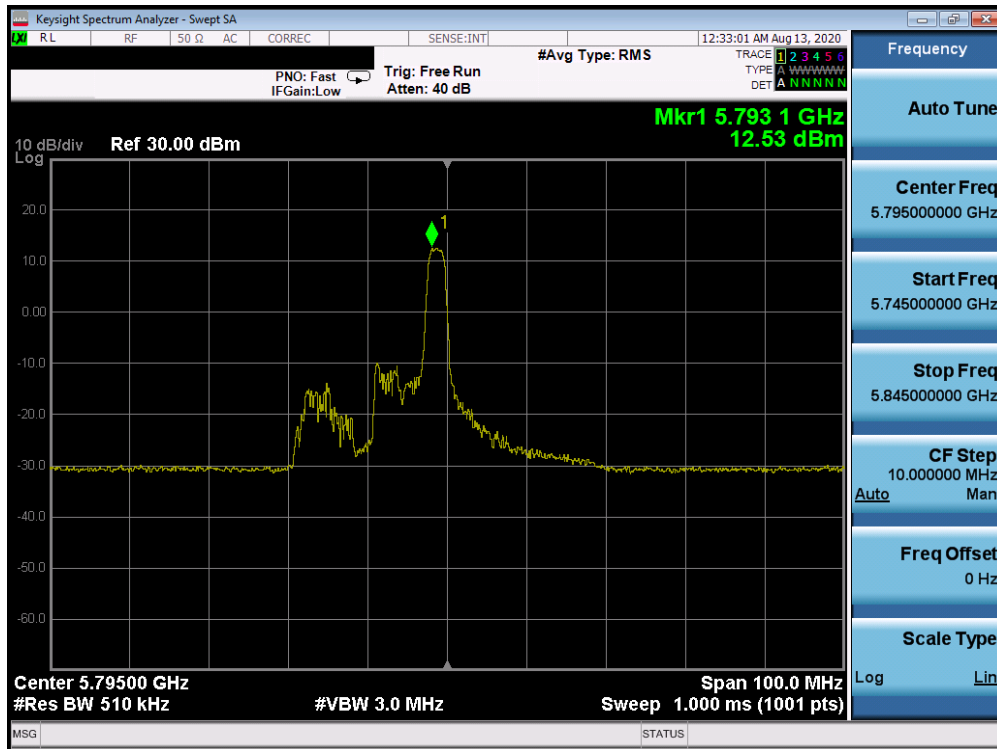 Keysight Spectrum Analyzer - Swept SA
LXI RL RF 50 Ω AC CORREC SENSE:INT 12:33:01 AM Aug 13, 2020
Frequency
#Avg Type: RMS
TRACE 1 2 3 4 5 6
PNO: Fast Trig: Free Run
TYPE A WWWWW
IFGain:Low Atten: 40 dB
DET A N N N N N
Auto Tune
Mkr1 5.793 1 GHz
12.53 dBm
10 dB/div Ref 30.00 dBm
Log
20.0
10.0
0.00
-10.0
-20.0
-30.0
-40.0
-50.0
-60.0
1
Center Freq
5.795000000 GHz
Start Freq
5.745000000 GHz
Stop Freq
5.845000000 GHz
CF Step
10.000000 MHz
Auto Man
Freq Offset
0 Hz
Scale Type
Log Lin
Center 5.79500 GHz Span 100.0 MHz
#Res BW 510 kHz #VBW 3.0 MHz Sweep 1.000 ms (1001 pts)
MSG STATUS